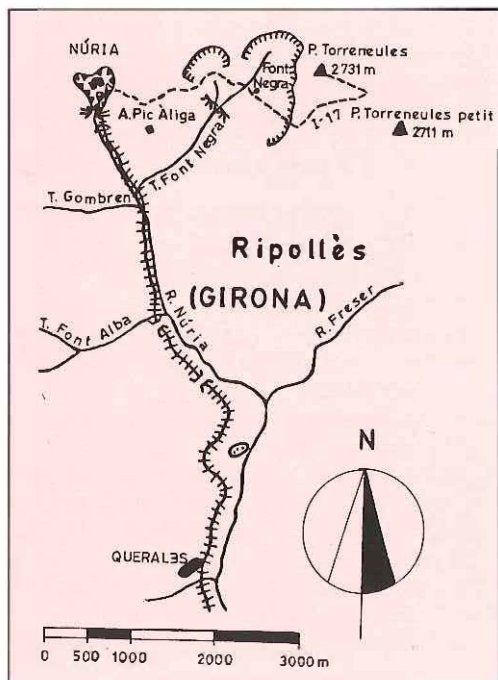 NÚRIA
P. Torreneules
2731 m
Font
Negra
I-17
P. Torreneules petit
2711 m
A. Pic Aliga
T. Font Negra
T. Gombren
Ripollès
(GIRONA)
R. Núria
R. Freser
T. Font Alba
N
QUERALBS
0 500 1000 2000 3000 m